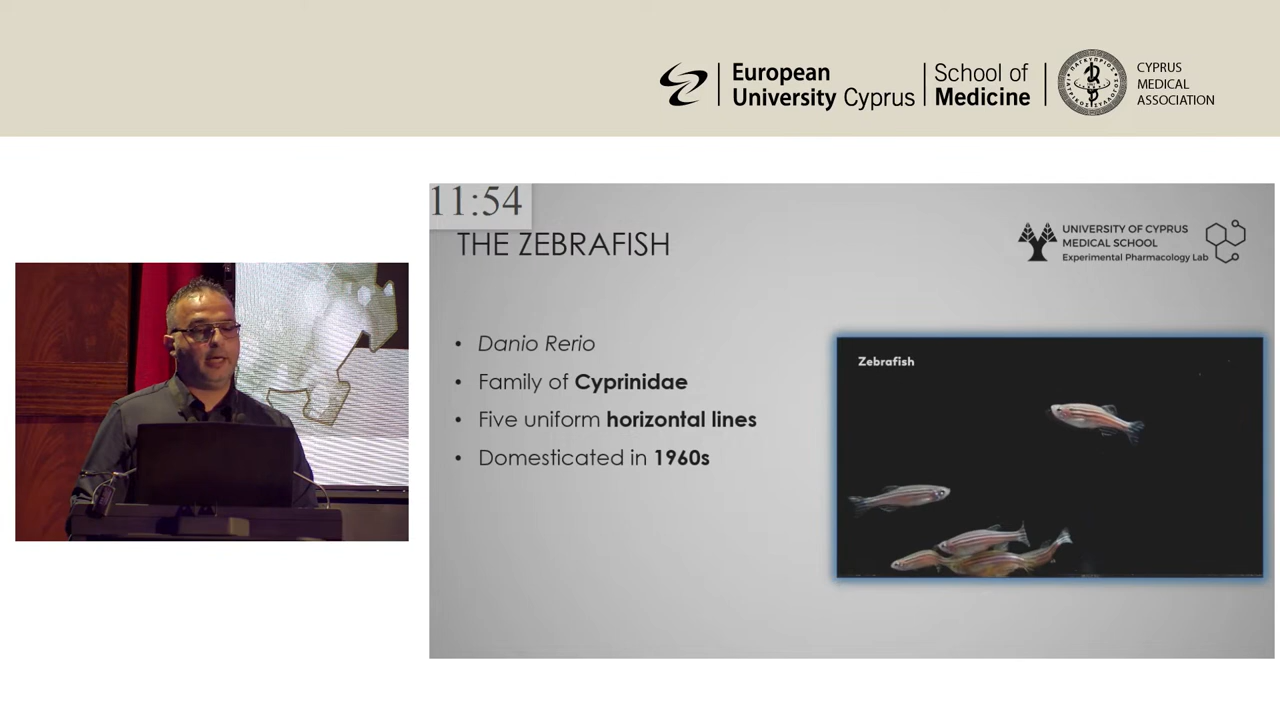 European
University Cyprus
School of
Medicine
CYPRUS
MEDICAL
ASSOCIATION
11:54
THE ZEBRAFISH
UNIVERSITY OF CYPRUS
MEDICAL SCHOOL
Experimental Pharmacology Lab
• Danio Rerio
• Family of Cyprinidae
• Five uniform horizontal lines
• Domesticated in 1960s
Zebrafish